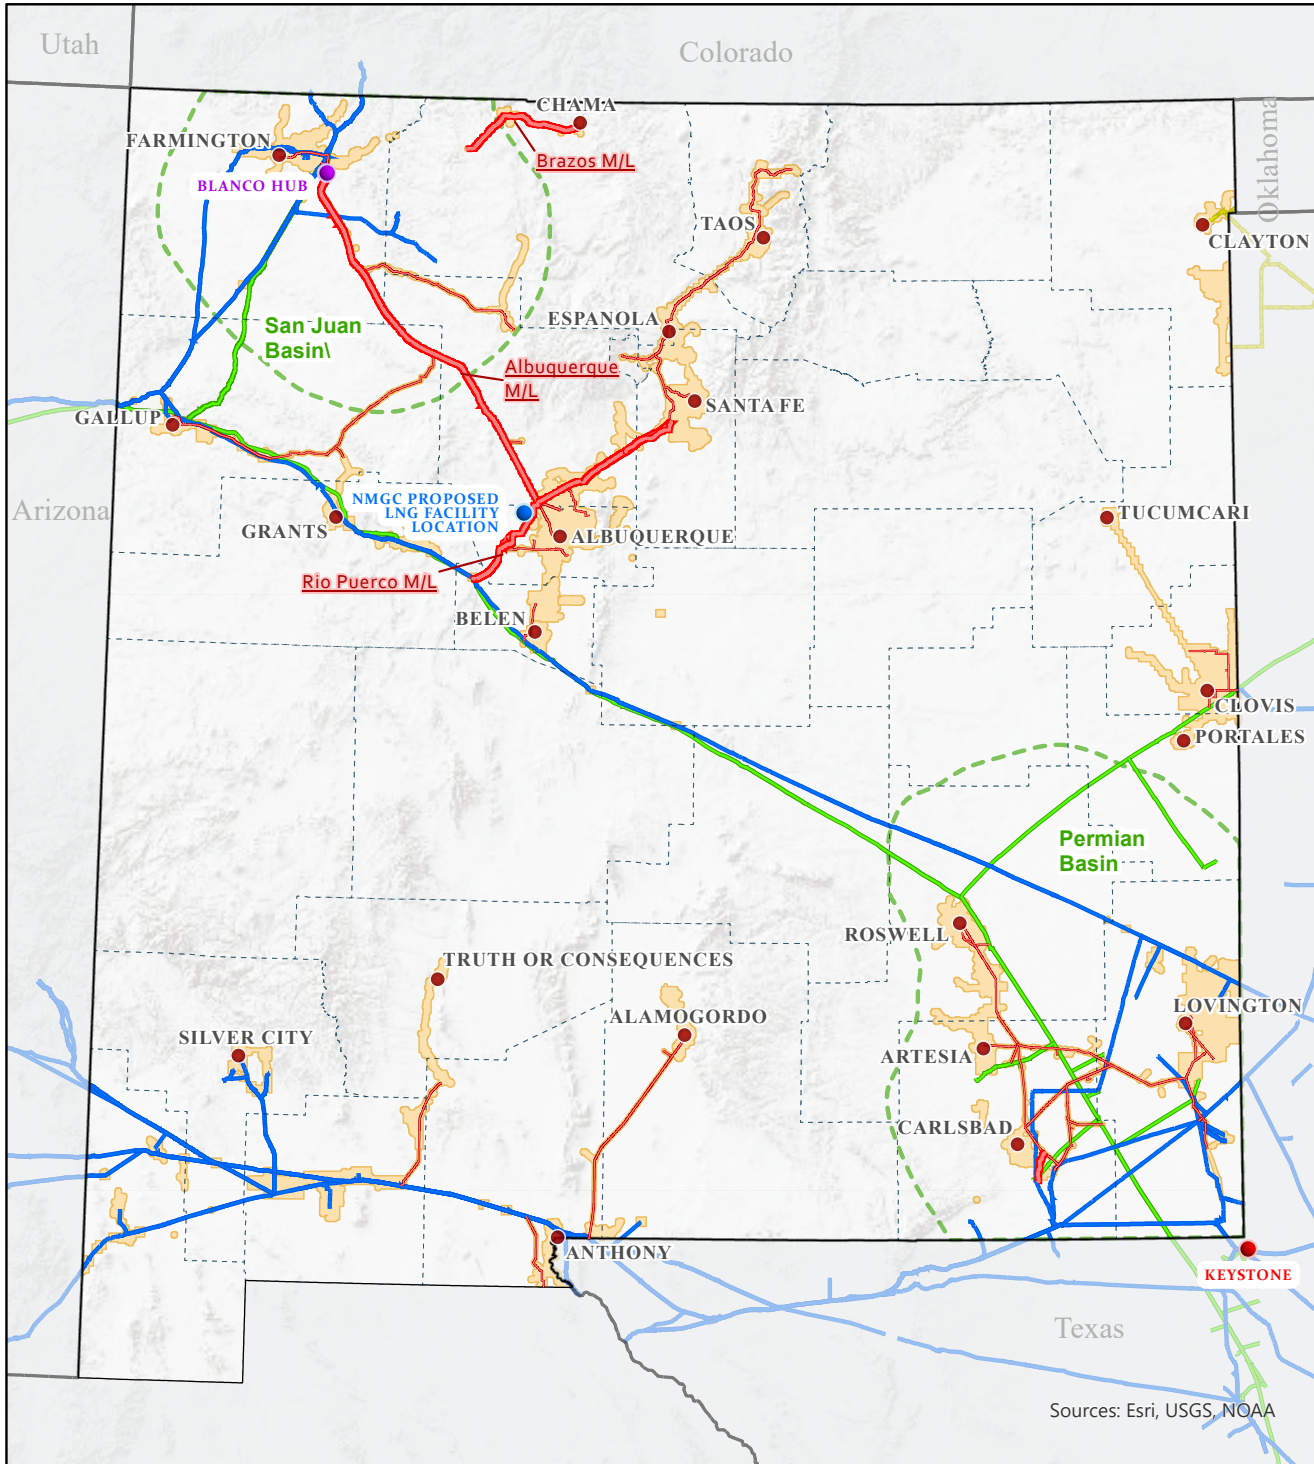 Utah
Colorado
Oklahoma
CHAMA
FARMINGTON
Brazos M/L
BLANCO HUB
TAOS
CLAYTON
San Juan
Basin\
ESPANOLA
Albuquerque
M/L
SANTA FE
GALLUP
Arizona
NMGC PROPOSED
LNG FACILITY
LOCATION
GRANTS
ALBUQUERQUE
TUCUMCARI
Rio Puerco M/L
BELEN
CLOVIS
PORTALES
Permian
Basin
ROSWELL
TRUTH OR CONSEQUENCES
LOVINGTON
ALAMOGORDO
SILVER CITY
ARTESIA
CARLSBAD
ANTHONY
KEYSTONE
Texas
Sources: Esri, USGS, NOAA